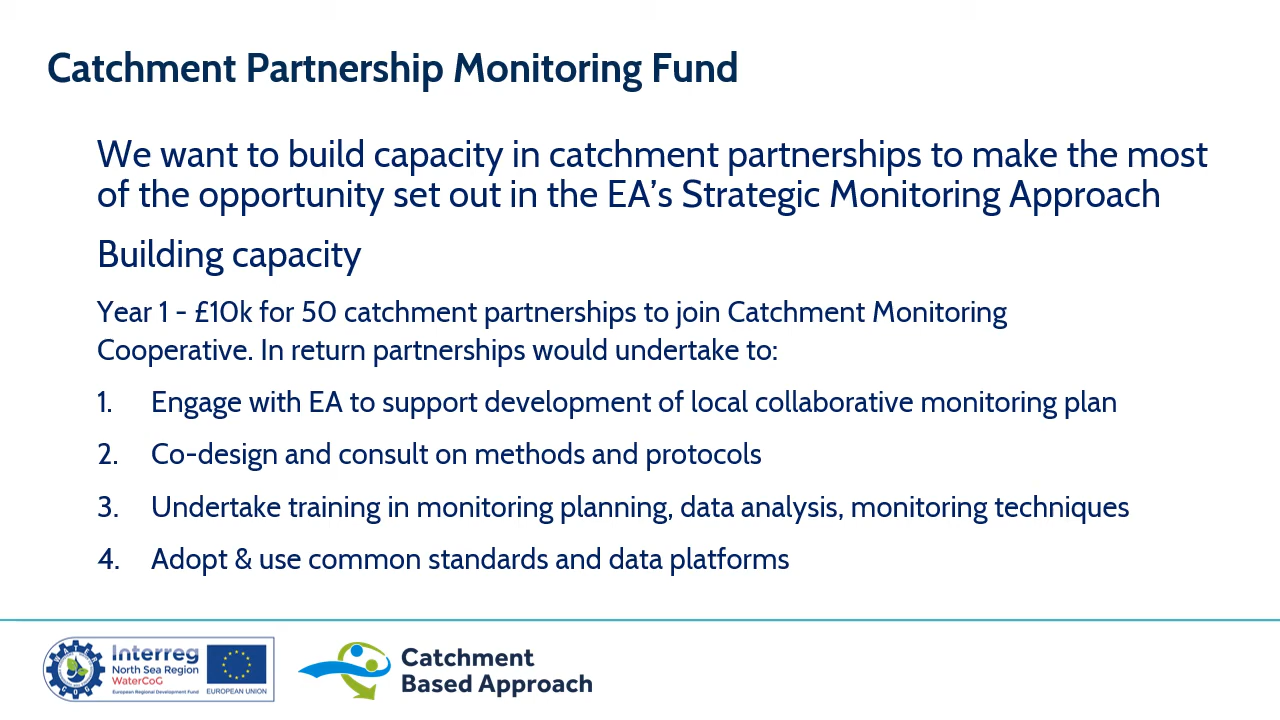 Catchment Partnership Monitoring Fund
We want to build capacity in catchment partnerships to make the most
of the opportunity set out in the EA’s Strategic Monitoring Approach
Building capacity
Year 1 - £10k for 50 catchment partnerships to join Catchment Monitoring
Cooperative. In return partnerships would undertake to:
1. Engage with EA to support development of local collaborative monitoring plan
2. Co-design and consult on methods and protocols
3. Undertake training in monitoring planning, data analysis, monitoring techniques
4. Adopt & use common standards and data platforms
Interreg
North Sea Region
WaterCoG
European Regional Development Fund
EUROPEAN UNION
Catchment
Based Approach